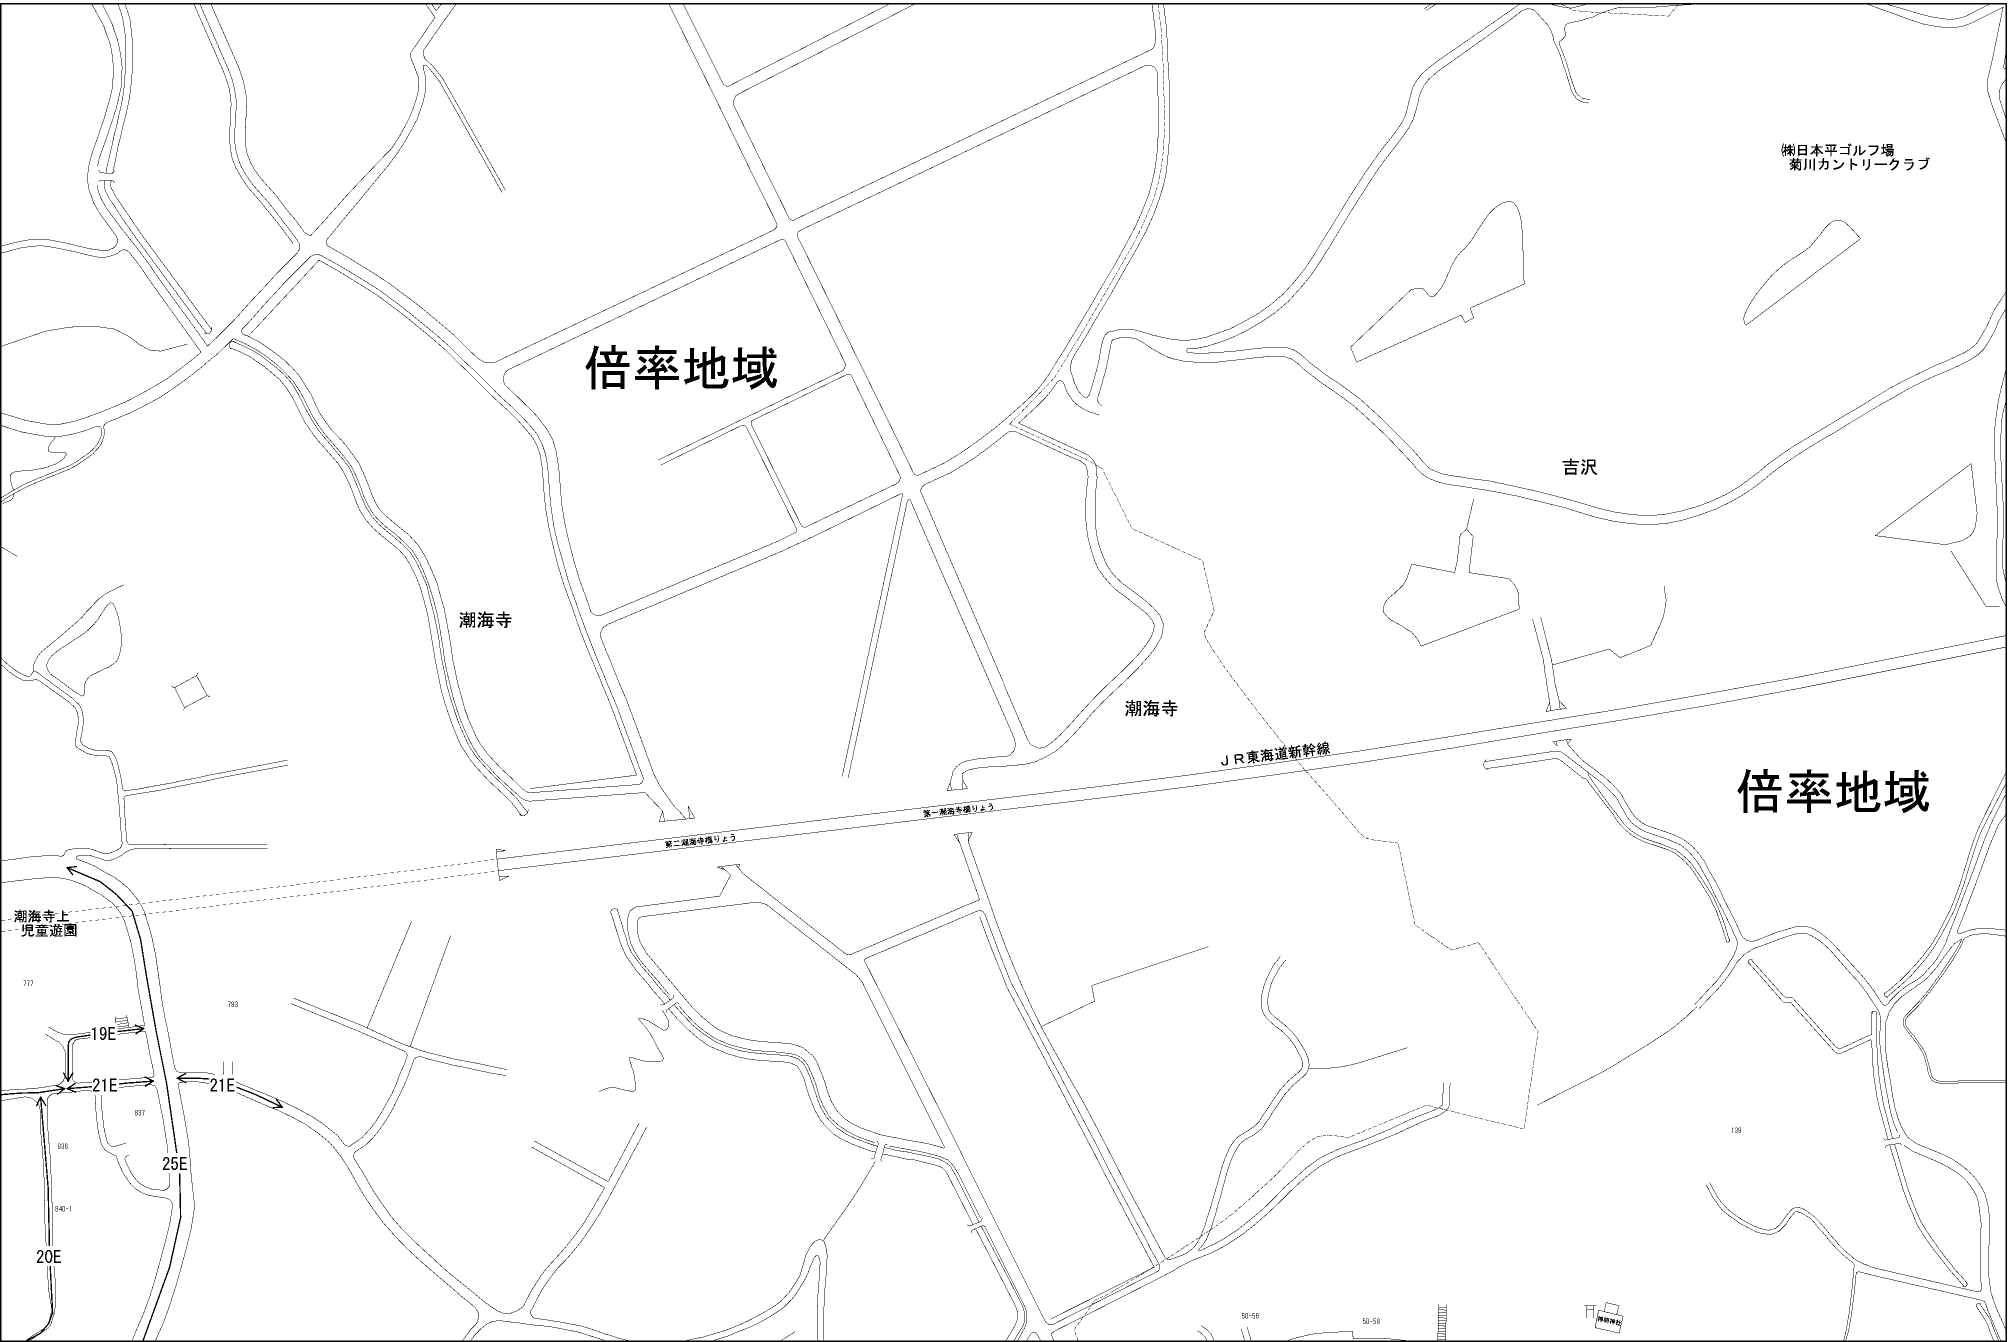 ㈱日本平ゴルフ場
菊川カントリークラブ
倍率地域
吉沢
潮海寺
潮海寺
JR東海道新幹線
倍率地域
第一潮海寺橋りょう
第二潮海寺橋りょう
潮海寺上
児童遊園
777
793
19E
21E
21E
837
836
139
25E
840-1
20E
50-56
50-58